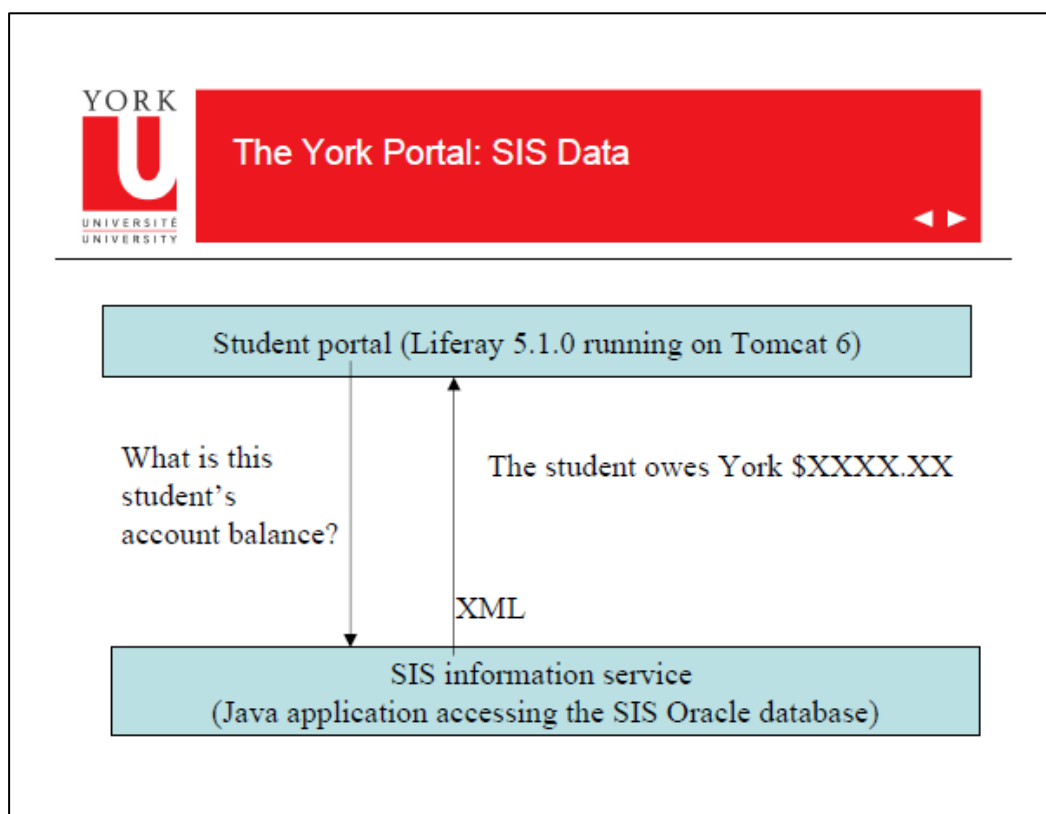 YORK
U
UNIVERSITÉ
UNIVERSITY
The York Portal: SIS Data
Student portal (Liferay 5.1.0 running on Tomcat 6)
What is this
student’s
account balance?
The student owes York $XXXX.XX
XML
SIS information service
(Java application accessing the SIS Oracle database)